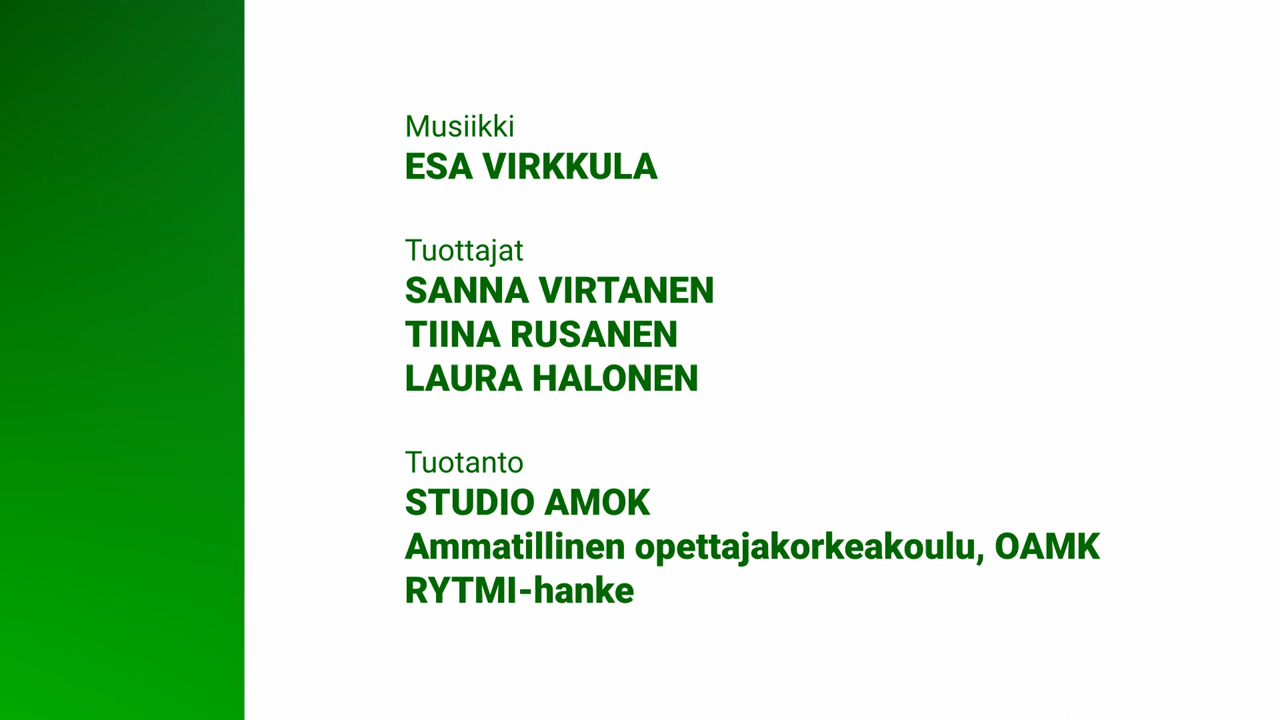 Musiikki
ESA VIRKKULA
Tuottajat
SANNA VIRTANEN
TIINA RUSANEN
LAURA HALONEN
Tuotanto
STUDIO AMOK
Ammatillinen opettajakorkeakoulu, OAMK
RYTMI-hanke